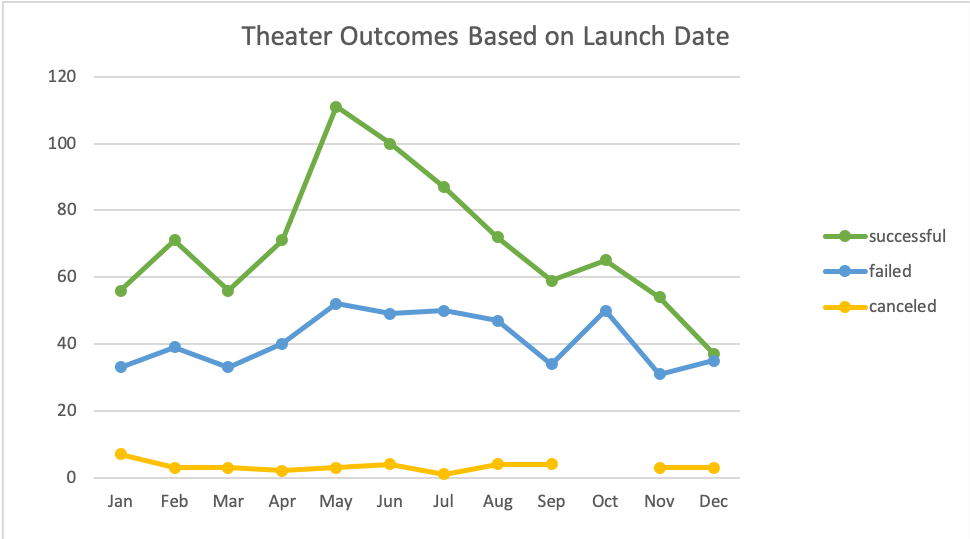 Theater Outcomes Based on Launch Date
120
100
80
60
40
20
0
Jan Feb Mar Apr May Jun Jul Aug Sep Oct Nov Dec
successful
failed
canceled